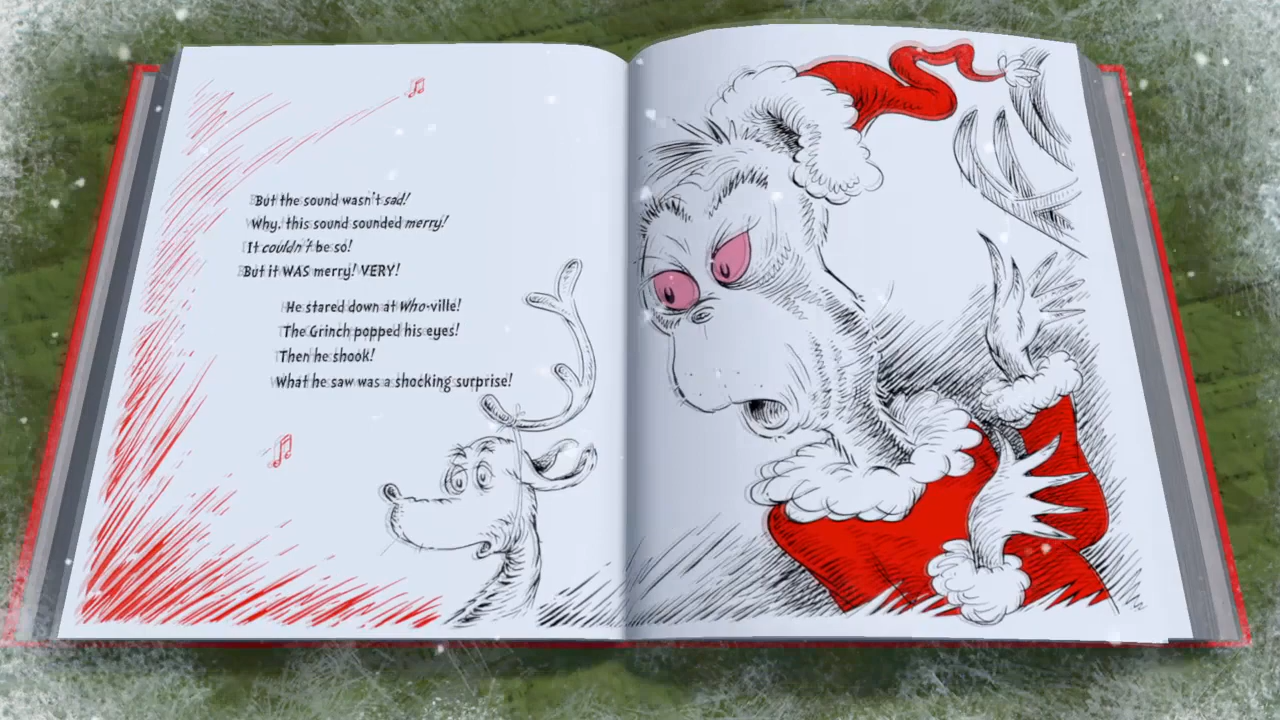 But the sound wasn't sad!
Why, this sound sounded merry!
It couldn't be so!
But it WAS merry! VERY!
He stared down at Who-ville!
The Grinch popped his eyes!
Then he shook!
What he saw was a shocking surprise!